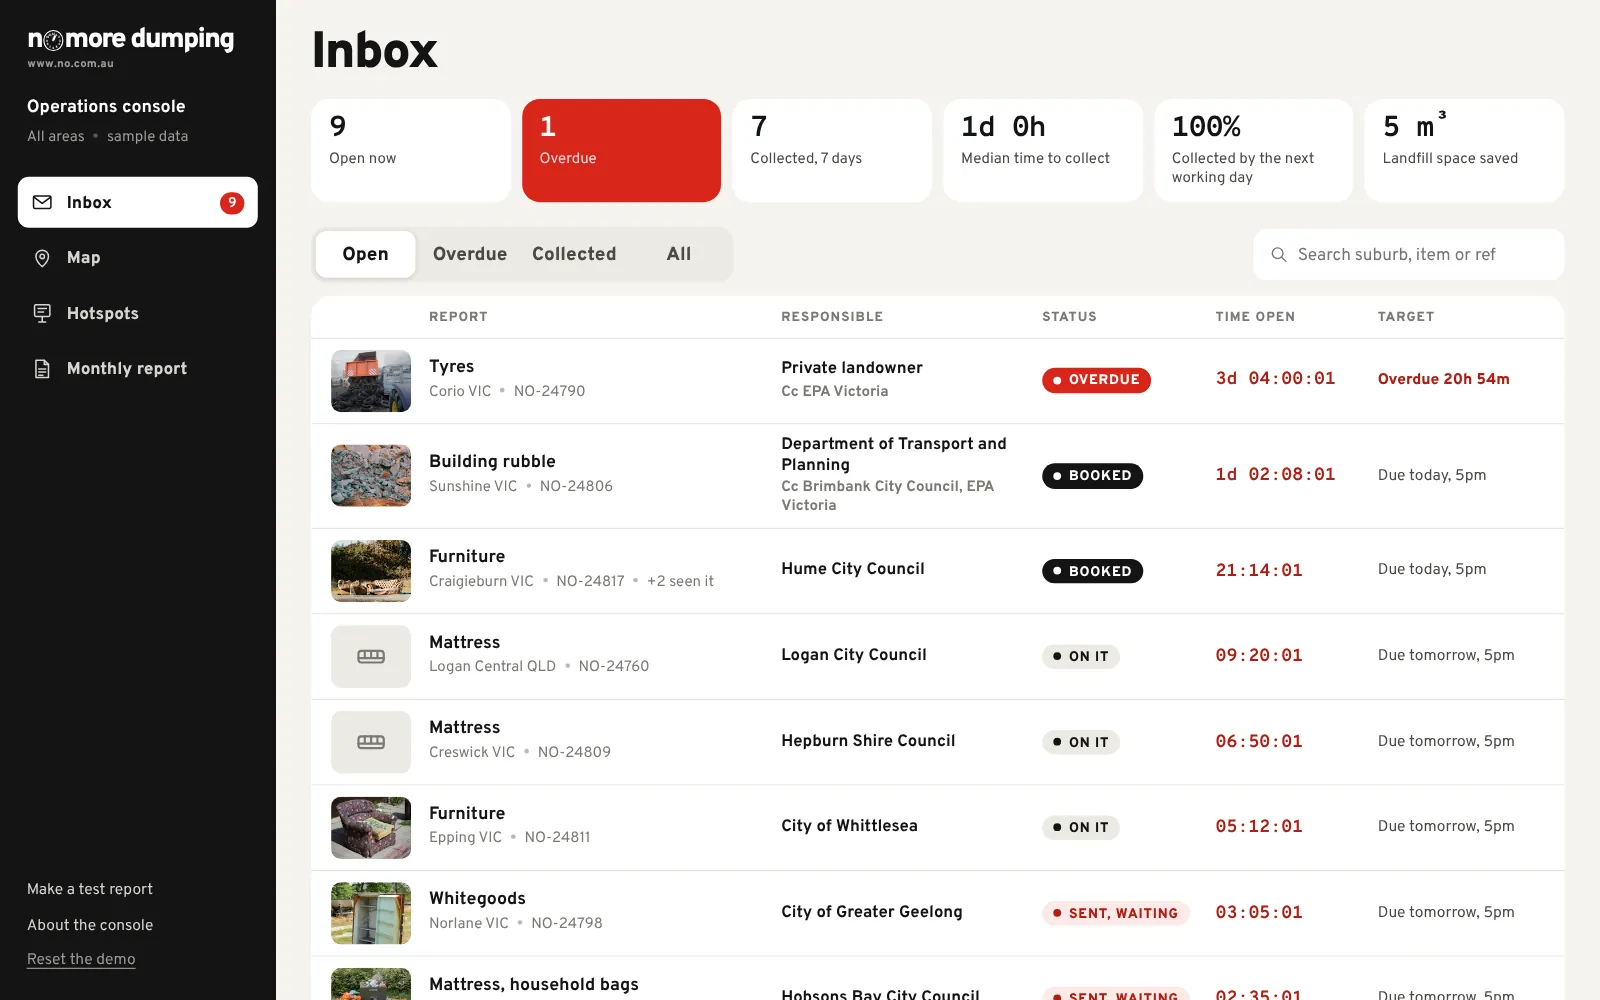 no more dumping
www.no.com.au
Operations console
All areas • sample data
Inbox 9
Map
Hotspots
Monthly report
Make a test report
About the console
Reset the demo
Inbox
9
Open now
1
Overdue
7
Collected, 7 days
1d 0h
Median time to collect
100%
Collected by the next
working day
5 m³
Landfill space saved
Open Overdue Collected All
Search suburb, item or ref
REPORT RESPONSIBLE STATUS TIME OPEN TARGET
Tyres
Corio VIC • NO-24790
Private landowner
Cc EPA Victoria
OVERDUE
3d 04:00:01
Overdue 20h 54m
Building rubble
Sunshine VIC • NO-24806
Department of Transport and
Planning
Cc Brimbank City Council, EPA
Victoria
BOOKED
1d 02:08:01
Due today, 5pm
Furniture
Craigieburn VIC • NO-24817 • +2 seen it
Hume City Council
BOOKED
21:14:01
Due today, 5pm
Mattress
Logan Central QLD • NO-24760
Logan City Council
ON IT
09:20:01
Due tomorrow, 5pm
Mattress
Creswick VIC • NO-24809
Hepburn Shire Council
ON IT
06:50:01
Due tomorrow, 5pm
Furniture
Epping VIC • NO-24811
City of Whittlesea
ON IT
05:12:01
Due tomorrow, 5pm
Whitegoods
Norlane VIC • NO-24798
City of Greater Geelong
SENT, WAITING
03:05:01
Due tomorrow, 5pm
Mattress, household bags
Hobsons Bay City Council
SENT, WAITING
02:35:01
Due tomorrow, 5pm